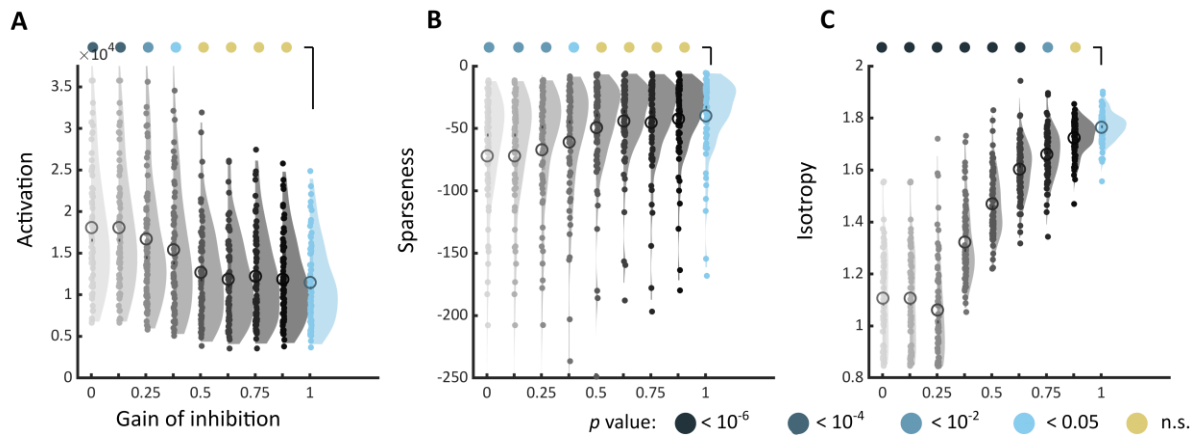 A
×10⁴
3.5
3
2.5
2
1.5
1
0.5
0
Activation
0 0.25 0.5 0.75 1
Gain of inhibition
B
0
-50
-100
-150
-200
-250
Sparseness
0 0.25 0.5 0.75 1
C
2
1.8
1.6
1.4
1.2
1
0.8
Isotropy
0 0.25 0.5 0.75 1
p value: < 10⁻⁶ < 10⁻⁴ < 10⁻² < 0.05 n.s.